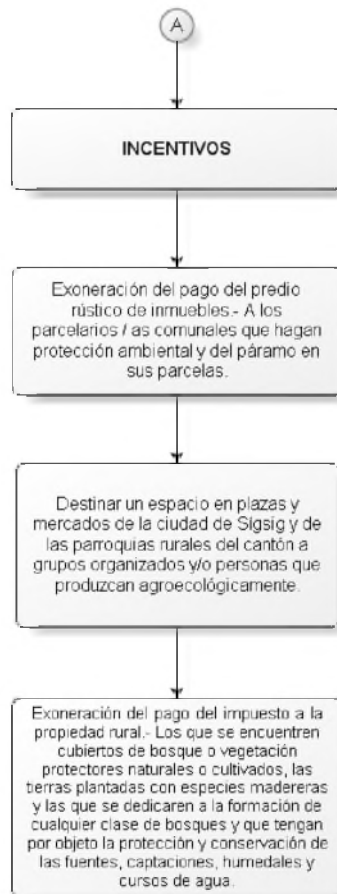 A
INCENTIVOS
Exoneración del pago del predio
rústico de inmuebles.- A los
parcelarios / as comunales que hagan
protección ambiental y del páramo en
sus parcelas.
Destinar un espacio en plazas y
mercados de la ciudad de Sígsig y de
las parroquias rurales del cantón a
grupos organizados y/o personas que
produzcan agroecológicamente.
Exoneración del pago del impuesto a la
propiedad rural.- Los que se encuentren
cubiertos de bosque o vegetación
protectores naturales o cultivados, las
tierras plantadas con especies madereras
y las que se dedicaren a la formación de
cualquier clase de bosques y que tengan
por objeto la protección y conservación de
las fuentes, captaciones, humedales y
cursos de agua.